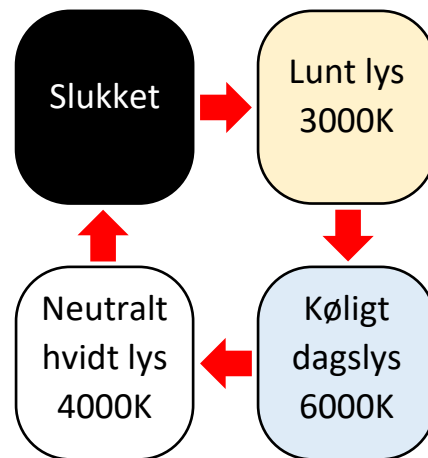 Slukket
Lunt lys
3000K
Køligt
dagslys
6000K
Neutralt
hvidt lys
4000K